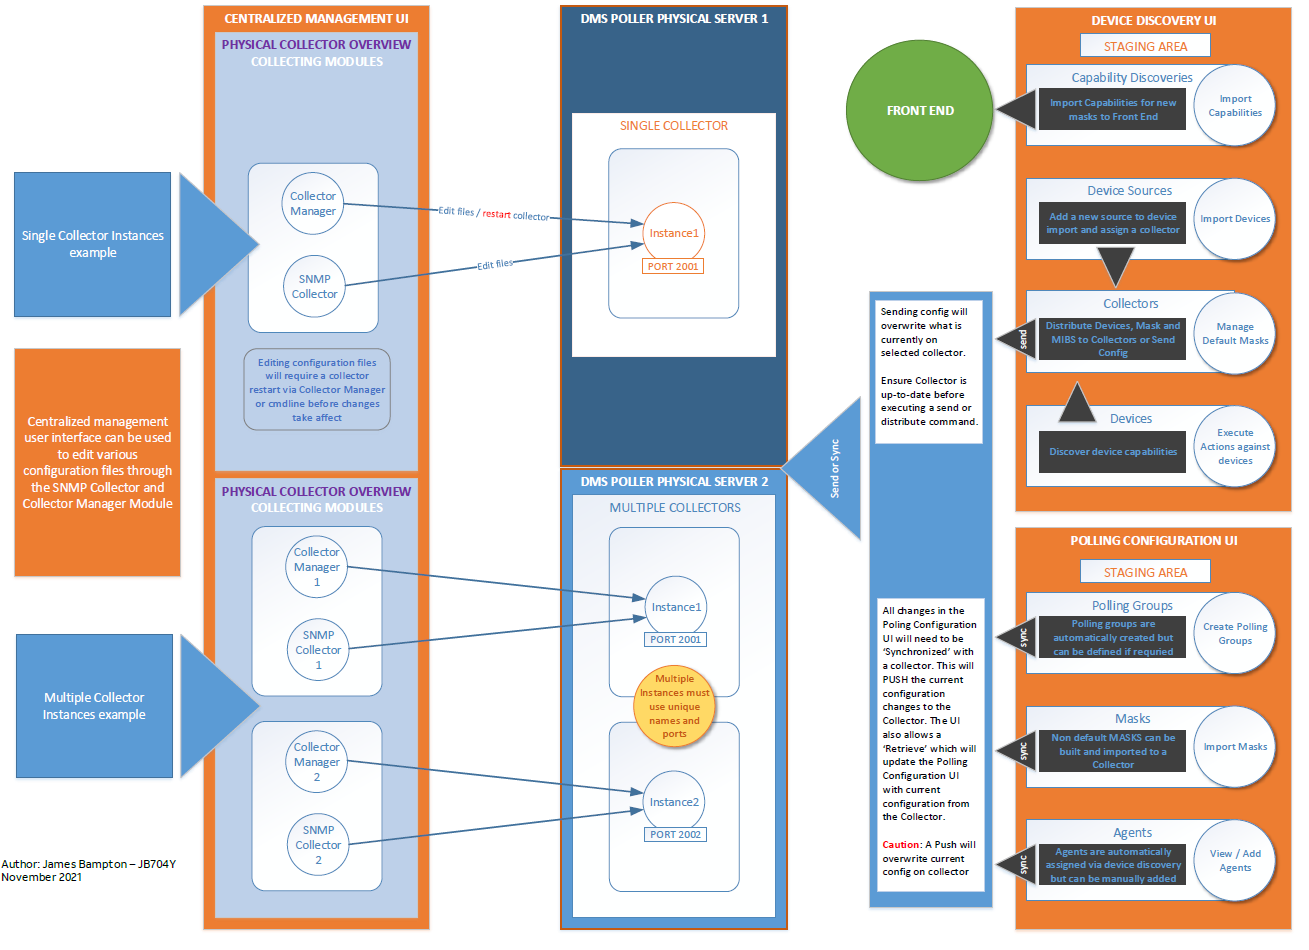 CENTRALIZED MANAGEMENT UI
PHYSICAL COLLECTOR OVERVIEW
COLLECTING MODULES
Collector
Manager
SNMP
Collector
Editing configuration files
will require a collector
restart via Collector Manager
or cmdline before changes
take affect
Single Collector Instances
example
Centralized management
user interface can be used
to edit various
configuration files through
the SNMP Collector and
Collector Manager Module
PHYSICAL COLLECTOR OVERVIEW
COLLECTING MODULES
Collector
Manager
1
SNMP
Collector
1
Collector
Manager
2
SNMP
Collector
2
Multiple Collector
Instances example
Author: James Bampton – JB704Y
November 2021
Edit files / restart collector
Edit files
DMS POLLER PHYSICAL SERVER 1
SINGLE COLLECTOR
Instance1
PORT 2001
DMS POLLER PHYSICAL SERVER 2
MULTIPLE COLLECTORS
Instance1
PORT 2001
Multiple
Instances must
use unique
names and
ports
Instance2
PORT 2002
FRONT END
Send or Sync
Sending config will
overwrite what is
currently on
selected collector.
Ensure Collector is
up-to-date before
executing a send or
distribute command.
All changes in the
Poling Configuration
UI will need to be
‘Synchronized’ with
a collector. This will
PUSH the current
configuration
changes to the
Collector. The UI
also allows a
‘Retrieve’ which will
update the Polling
Configuration UI
with current
configuration from
the Collector.
Caution: A Push will
overwrite current
config on collector
DEVICE DISCOVERY UI
STAGING AREA
Capability Discoveries
Import Capabilities for new
masks to Front End
Import
Capabilities
Device Sources
Add a new source to device
import and assign a collector
Import Devices
Collectors
send
Distribute Devices, Mask and
MIBS to Collectors or Send
Config
Manage
Default Masks
Devices
Discover device capabilities
Execute
Actions against
devices
POLLING CONFIGURATION UI
STAGING AREA
Polling Groups
sync
Polling groups are
automatically created but
can be defined if requried
Create Polling
Groups
Masks
sync
Non default MASKS can be
built and imported to a
Collector
Import Masks
Agents
sync
Agents are automatically
assigned via device discovery
but can be manually added
View / Add
Agents